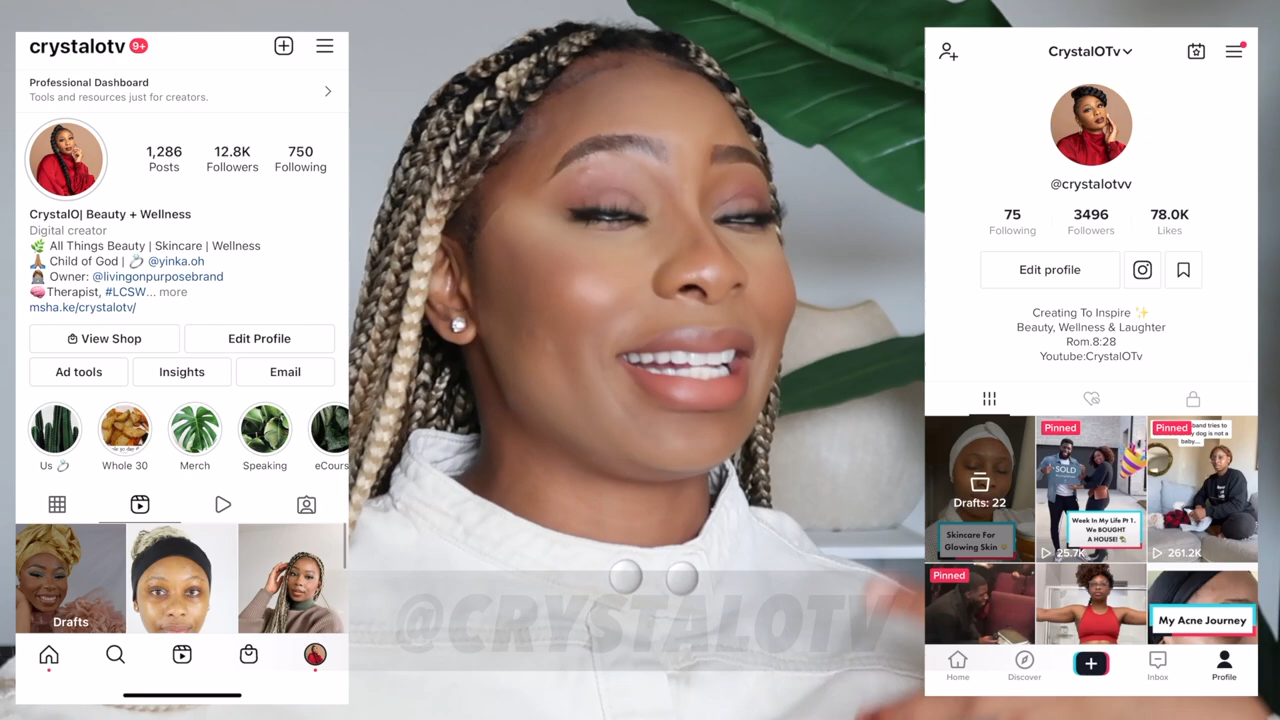 crystalotv 9+
Professional Dashboard
Tools and resources just for creators.
1,286 12.8K 750
Posts Followers Following
CrystalO| Beauty + Wellness
Digital creator
🌿 All Things Beauty | Skincare | Wellness
🙏🏽 Child of God | 💍 @yinka.oh
Owner: @livingonpurposebrand
🧠Therapist, #LCSW... more
msha.ke/crystalotv/
View Shop Edit Profile
Ad tools Insights Email
Us 💍 Whole 30 Merch Speaking eCours
Drafts
@CRYSTALOTV
CrystalOTv
@crystalotvv
75 3496 78.0K
Following Followers Likes
Edit profile
Creating To Inspire ✨
Beauty, Wellness & Laughter
Rom.8:28
Youtube:CrystalOTv
Drafts: 22
Skincare For
Glowing Skin
Pinned
SOLD
Week In My Life Pt 1.
We BOUGHT
A HOUSE!
25.7K
Pinned
band tries to
y dog is not a
baby...
261.2K
Pinned
My Acne Journey
Home Discover Inbox Profile